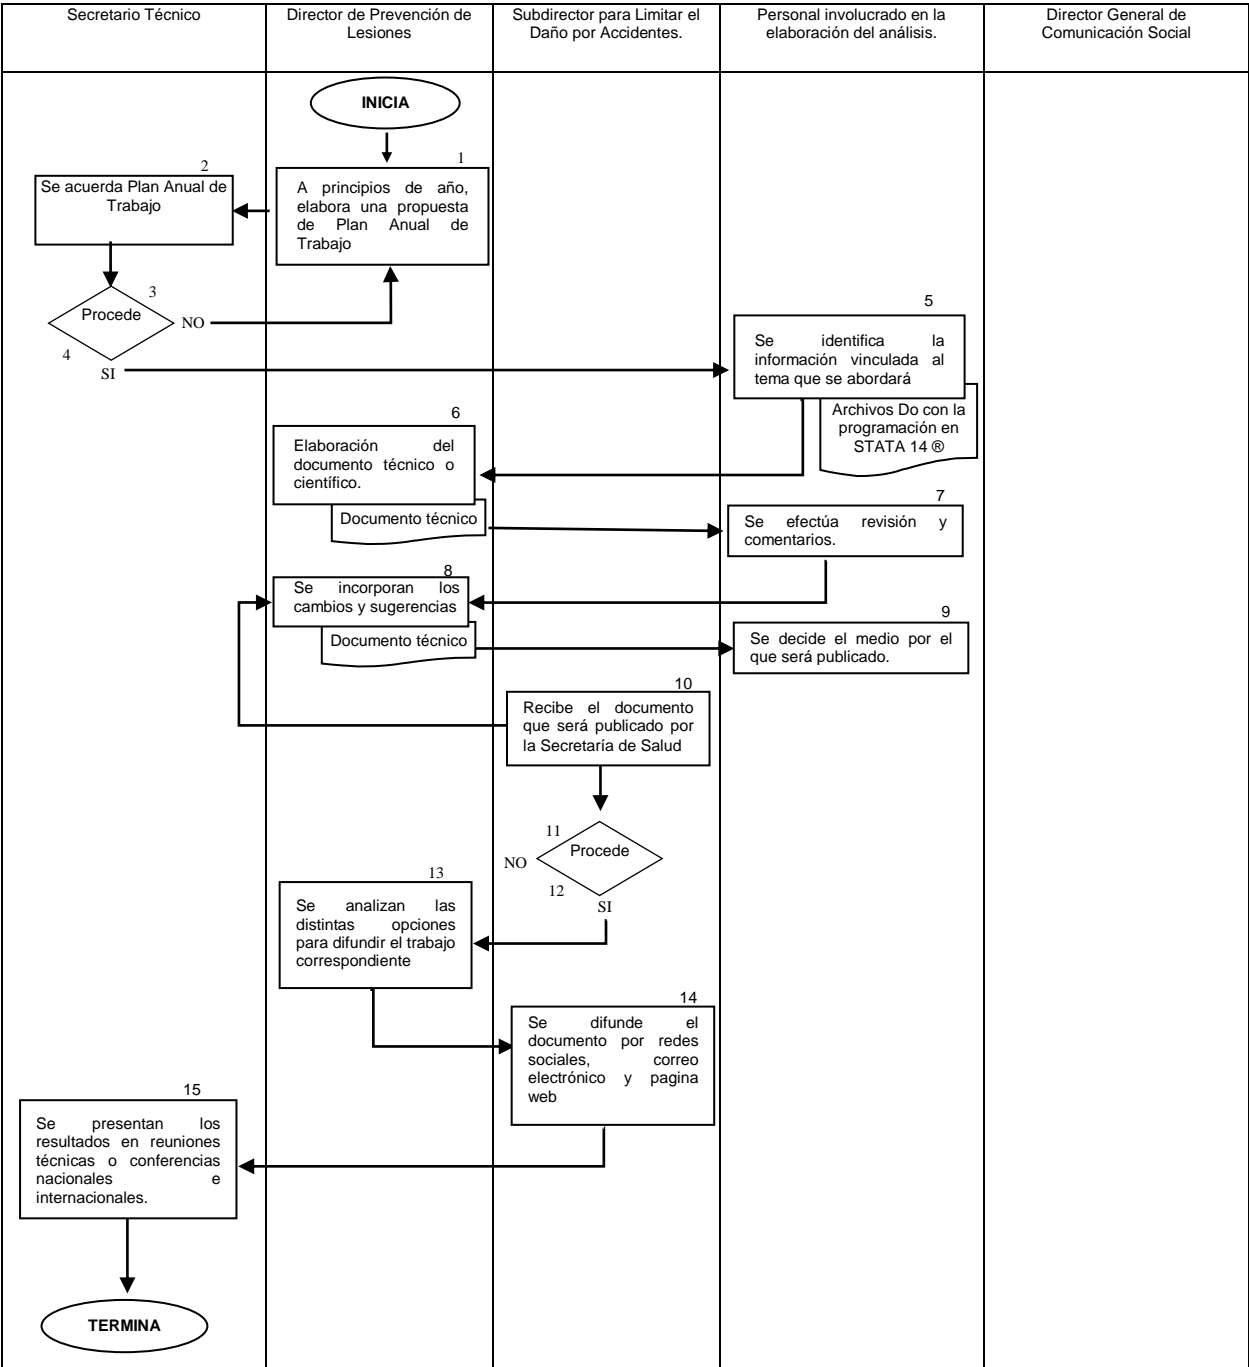 Secretario Técnico
Director de Prevención de
Lesiones
Subdirector para Limitar el
Daño por Accidentes.
Personal involucrado en la
elaboración del análisis.
Director General de
Comunicación Social
INICIA
1
A principios de año,
elabora una propuesta
de Plan Anual de
Trabajo
2
Se acuerda Plan Anual de
Trabajo
3
Procede
NO
4
SI
5
Se identifica la
información vinculada al
tema que se abordará
Archivos Do con la
programación en
STATA 14 ®
6
Elaboración del
documento técnico o
científico.
Documento técnico
7
Se efectúa revisión y
comentarios.
8
Se incorporan los
cambios y sugerencias
Documento técnico
9
Se decide el medio por el
que será publicado.
10
Recibe el documento
que será publicado por
la Secretaría de Salud
11
Procede
NO
12
SI
13
Se analizan las
distintas opciones
para difundir el trabajo
correspondiente
14
Se difunde el
documento por redes
sociales, correo
electrónico y pagina
web
15
Se presentan los
resultados en reuniones
técnicas o conferencias
nacionales e
internacionales.
TERMINA